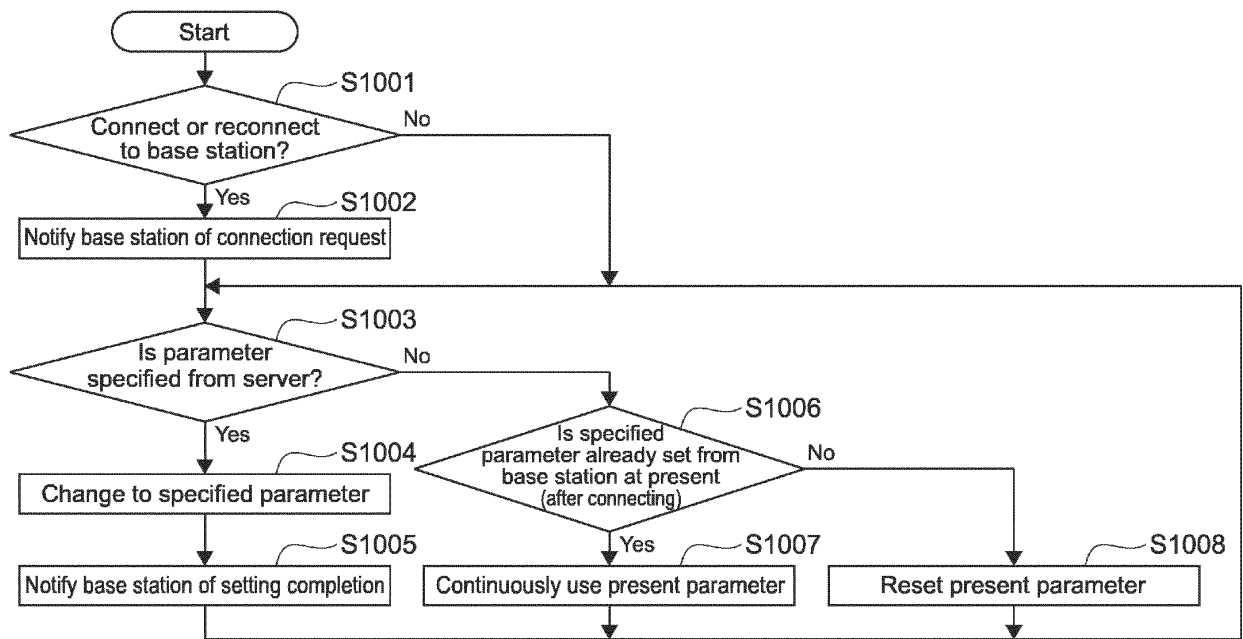 Start
S1001
Connect or reconnect
to base station?
No
Yes
S1002
Notify base station of connection request
S1003
Is parameter
specified from server?
No
Yes
S1006
Is specified
parameter already set from
base station at present
(after connecting)
No
Yes
S1004
Change to specified parameter
S1005
Notify base station of setting completion
S1007
Continuously use present parameter
S1008
Reset present parameter